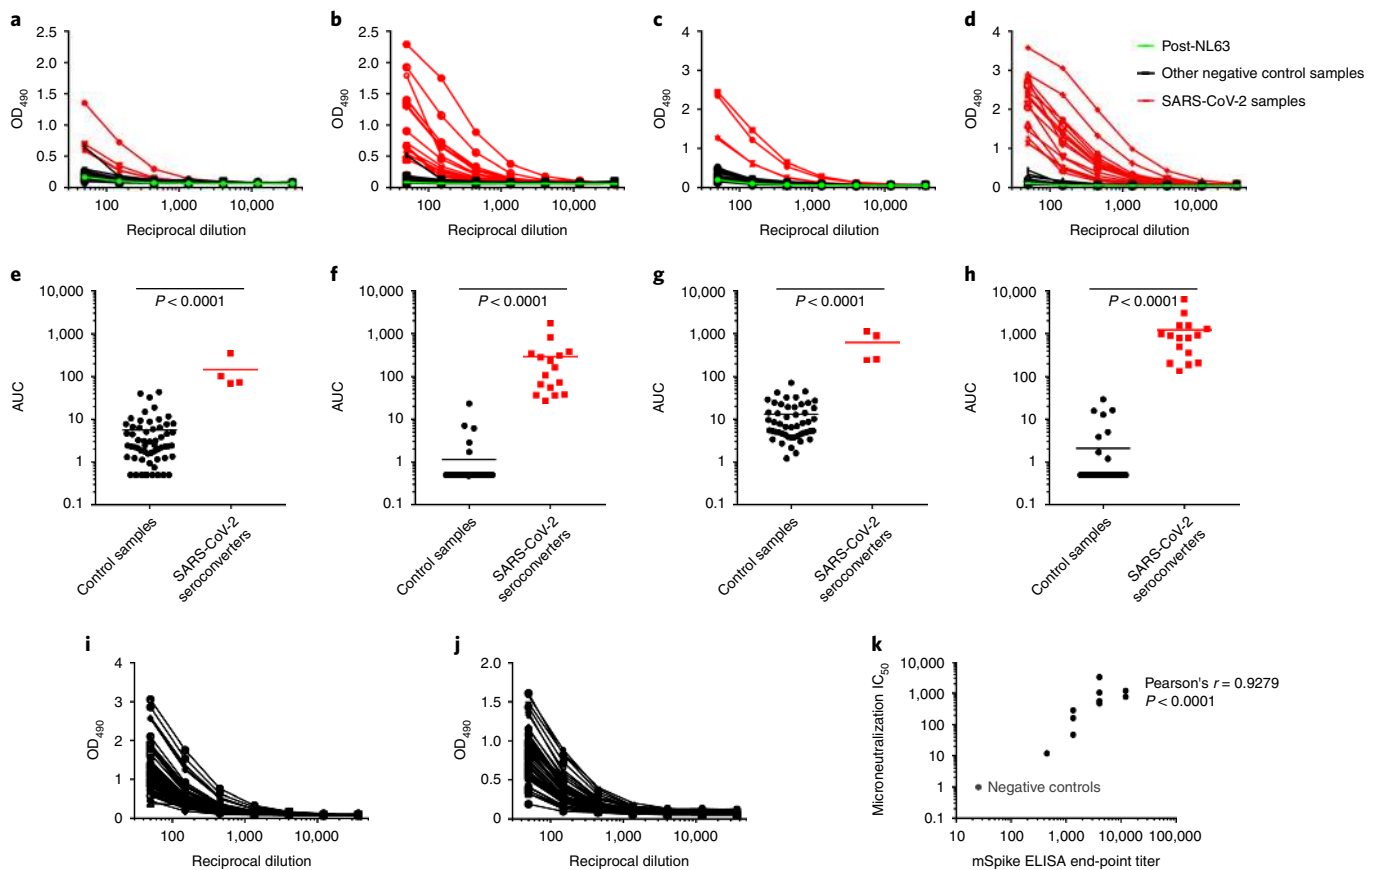 a
b
c
d
2.5
2.0
1.5
1.0
0.5
0
OD490
100
1,000
10,000
Reciprocal dilution
2.5
2.0
1.5
1.0
0.5
0
OD490
100
1,000
10,000
Reciprocal dilution
4
3
2
1
0
OD490
100
1,000
10,000
Reciprocal dilution
4
3
2
1
0
OD490
100
1,000
10,000
Reciprocal dilution
Post-NL63
Other negative control samples
SARS-CoV-2 samples
e
f
g
h
10,000
1,000
100
10
1
0.1
AUC
P < 0.0001
Control samples
SARS-CoV-2
seroconverters
10,000
1,000
100
10
1
0.1
AUC
P < 0.0001
Control samples
SARS-CoV-2
seroconverters
10,000
1,000
100
10
1
0.1
AUC
P < 0.0001
Control samples
SARS-CoV-2
seroconverters
10,000
1,000
100
10
1
0.1
AUC
P < 0.0001
Control samples
SARS-CoV-2
seroconverters
i
j
k
4
3
2
1
0
OD490
100
1,000
10,000
Reciprocal dilution
2.0
1.5
1.0
0.5
0
OD490
100
1,000
10,000
Reciprocal dilution
10,000
1,000
100
10
1
0.1
Microneutralization IC50
Pearson's r = 0.9279
P < 0.0001
Negative controls
10
100
1,000
10,000
100,000
mSpike ELISA end-point titer